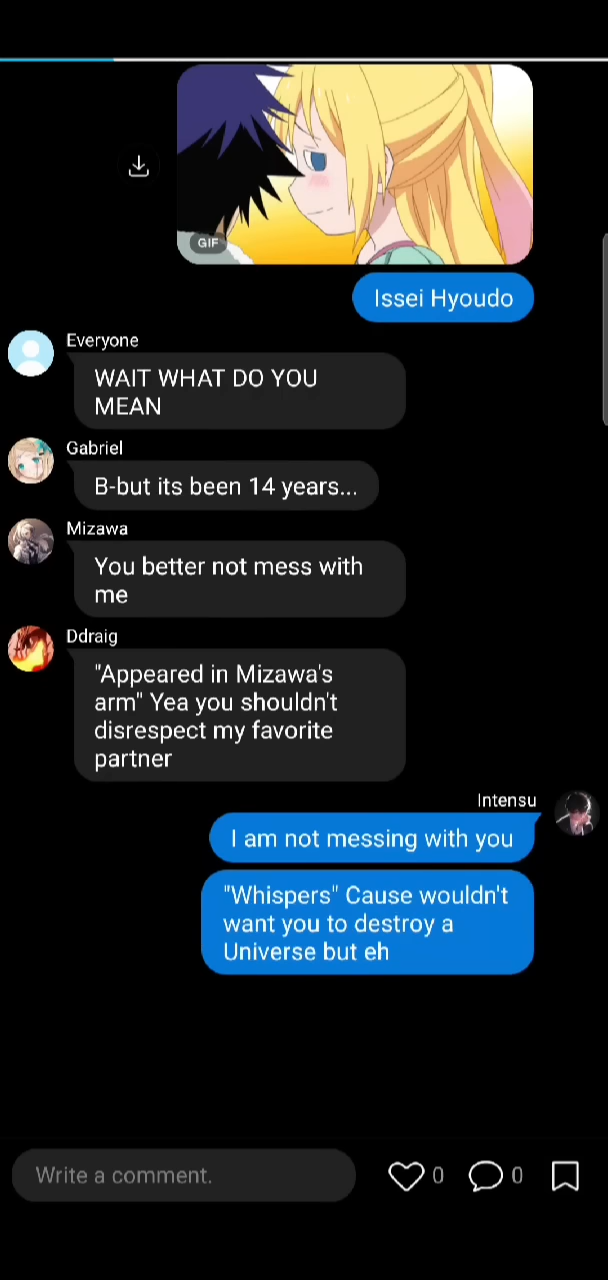 GIF
Issei Hyoudo
Everyone
WAIT WHAT DO YOU
MEAN
Gabriel
B-but its been 14 years...
Mizawa
You better not mess with
me
Ddraig
"Appeared in Mizawa's
arm" Yea you shouldn't
disrespect my favorite
partner
Intensu
I am not messing with you
"Whispers" Cause wouldn't
want you to destroy a
Universe but eh
Write a comment.
0
0